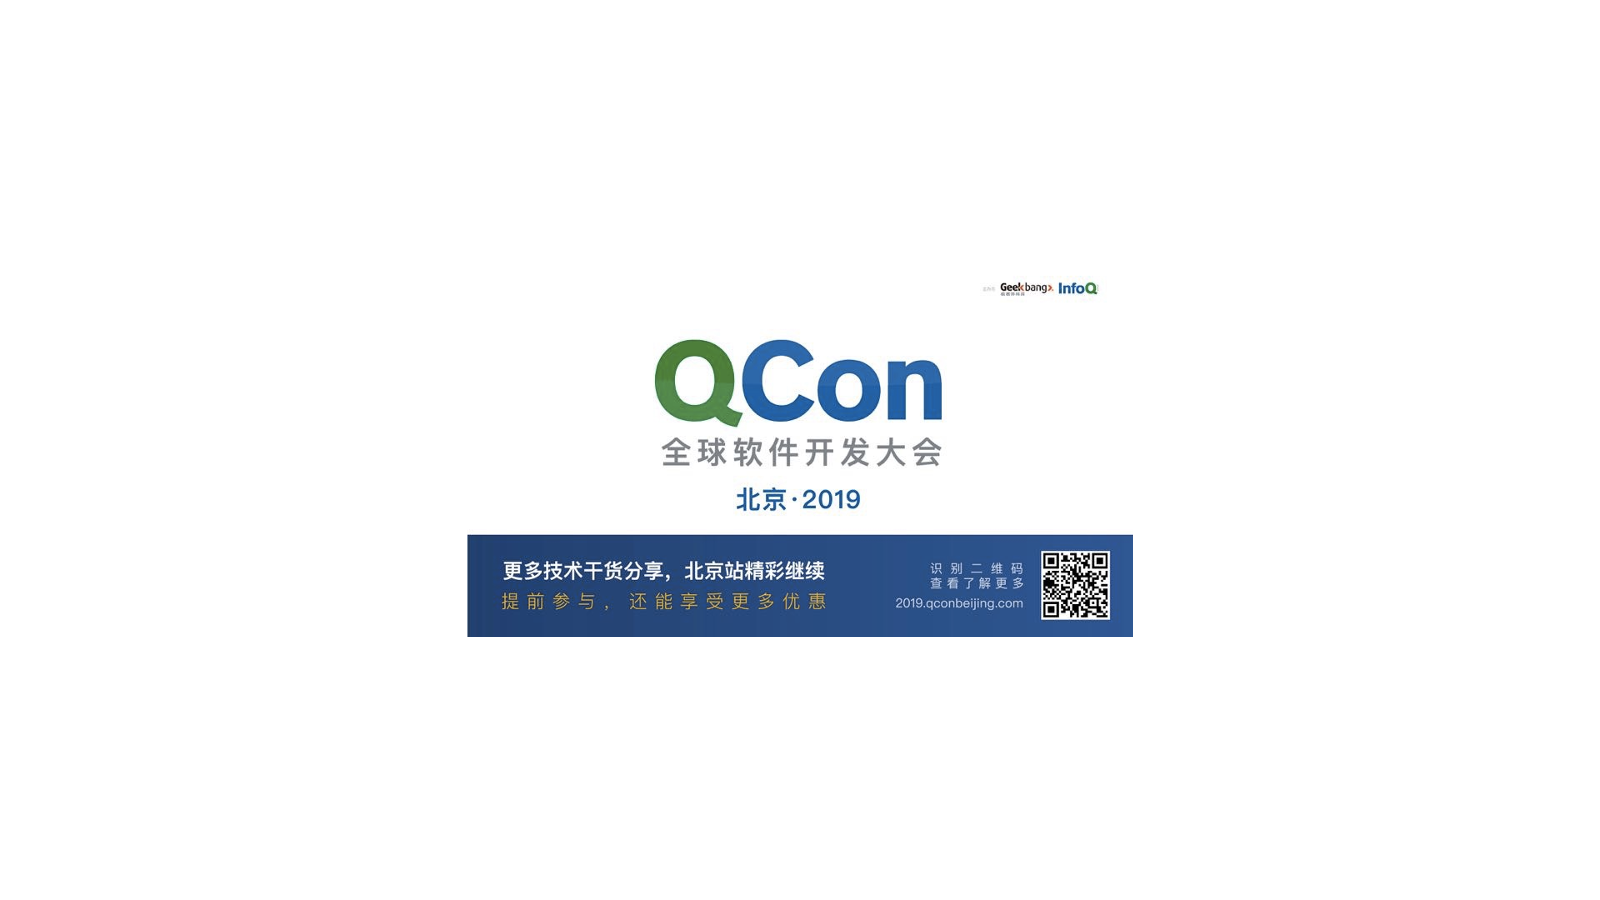 Geekbang>. InfoQ
QCon
全球软件开发大会
北京·2019
更多技术干货分享，北京站精彩继续
提前参与，还能享受更多优惠
识别二维码
查看了解更多
2019.qconbeijing.com